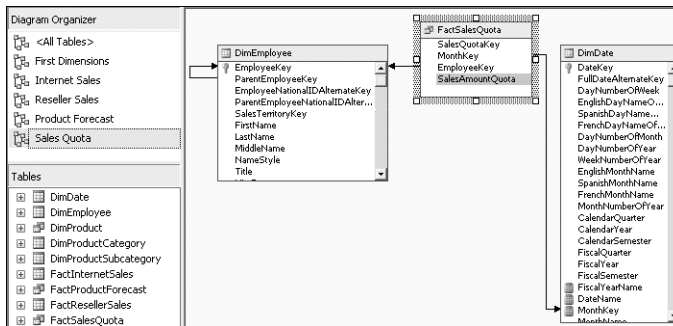 Diagram Organizer
<All Tables>
First Dimensions
Internet Sales
Reseller Sales
Product Forecast
Sales Quota
Tables
DimDate
DimEmployee
DimProduct
DimProductCategory
DimProductSubcategory
FactInternetSales
FactProductForecast
FactResellerSales
FactSalesQuota
DimEmployee
EmployeeKey
ParentEmployeeKey
EmployeeNationalIDAlternateKey
ParentEmployeeNationalIDAlter...
SalesTerritoryKey
FirstName
LastName
MiddleName
NameStyle
Title
FactSalesQuota
SalesQuotaKey
MonthKey
EmployeeKey
SalesAmountQuota
DimDate
DateKey
FullDateAlternateKey
DayNumberOfWeek
EnglishDayNameO...
SpanishDayName...
FrenchDayNameOf...
DayNumberOfMonth
DayNumberOfYear
WeekNumberOfYear
EnglishMonthName
SpanishMonthName
FrenchMonthName
MonthNumberOfYear
CalendarQuarter
CalendarYear
CalendarSemester
FiscalQuarter
FiscalYear
FiscalSemester
FiscalYearName
DateName
MonthKey
MonthName